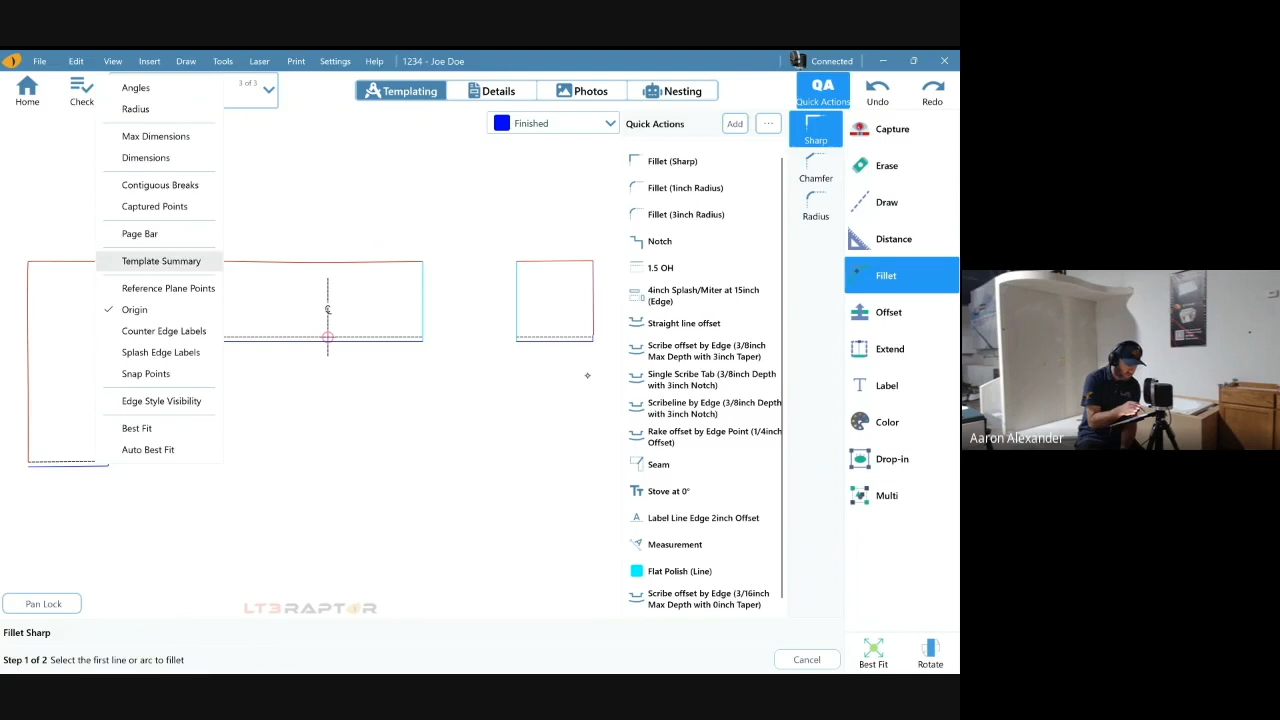 File Edit View Insert Draw Tools Laser Print Settings Help 1234 - Joe Doe Connected
Home
Check
3 of 3
Templating
Details
Photos
Nesting
QA
Quick Actions
Undo
Redo
Angles
Radius
Max Dimensions
Dimensions
Contiguous Breaks
Captured Points
Page Bar
Template Summary
Reference Plane Points
Origin
Counter Edge Labels
Splash Edge Labels
Snap Points
Edge Style Visibility
Best Fit
Auto Best Fit
Finished
Quick Actions
Add
...
Fillet (Sharp)
Fillet (1inch Radius)
Fillet (3inch Radius)
Notch
1.5 OH
4inch Splash/Miter at 15inch
(Edge)
Straight line offset
Scribe offset by Edge (3/8inch
Max Depth with 3inch Taper)
Single Scribe Tab (3/8inch Depth
with 3inch Notch)
Scribeline by Edge (3/8inch Depth
with 3inch Notch)
Rake offset by Edge Point (1/4inch
Offset)
Seam
Stove at 0°
Label Line Edge 2inch Offset
Measurement
Flat Polish (Line)
Scribe offset by Edge (3/16inch
Max Depth with 0inch Taper)
Sharp
Chamfer
Radius
Capture
Erase
Draw
Distance
Fillet
Offset
Extend
Label
Color
Drop-in
Multi
Pan Lock
LT3RAPTOR
Fillet Sharp
Step 1 of 2 Select the first line or arc to fillet
Cancel
Best Fit
Rotate
Aaron Alexander